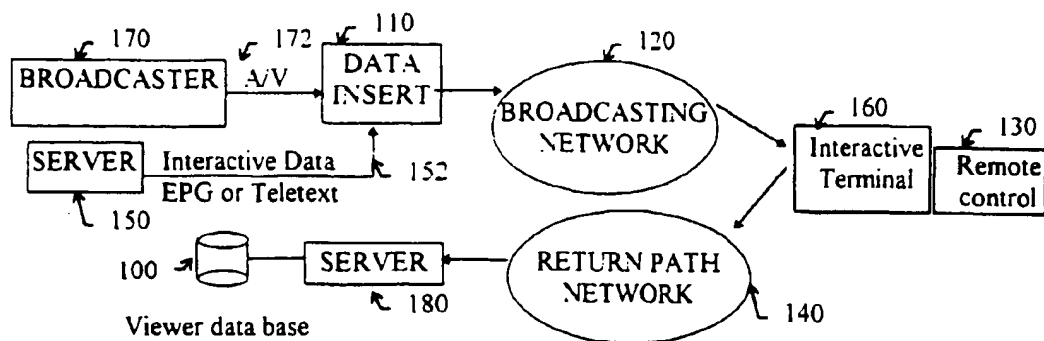 170
172
110
120
BROADCASTER
A/V
DATA
INSERT
BROADCASTING
NETWORK
160
130
Interactive
Terminal
Remote
control
SERVER
Interactive Data
EPG or Teletext
152
150
100
SERVER
180
RETURN PATH
NETWORK
140
Viewer data base